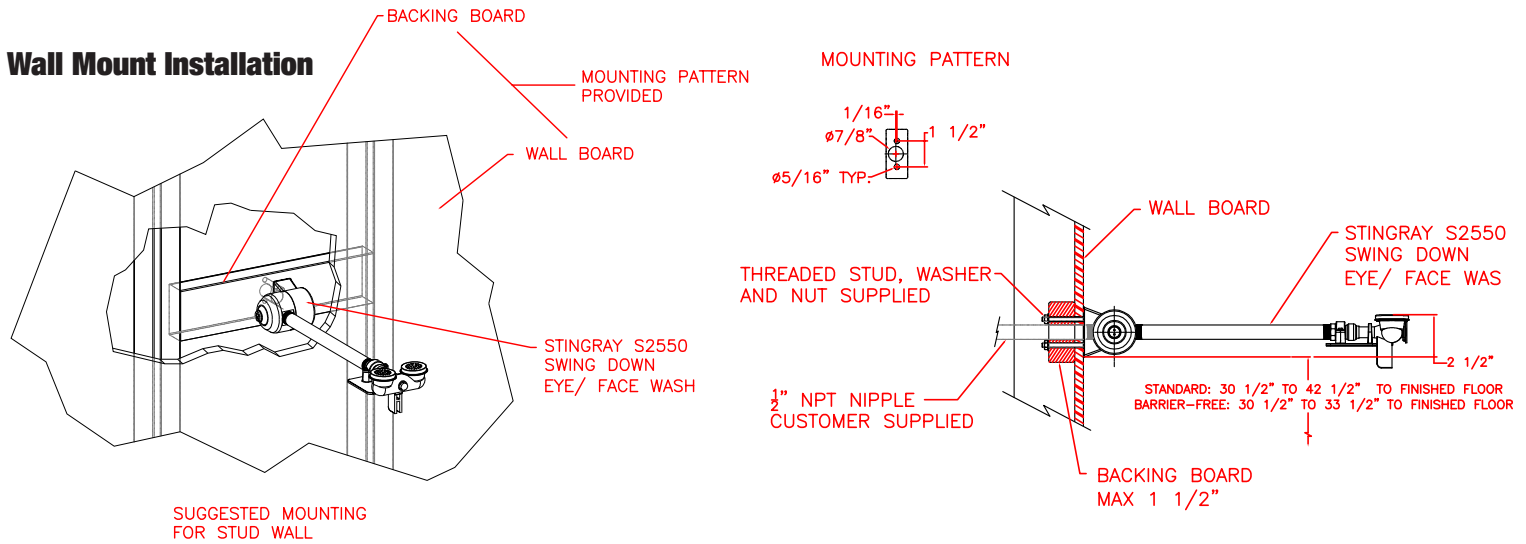 Wall Mount Installation
BACKING BOARD
MOUNTING PATTERN
PROVIDED
WALL BOARD
STINGRAY S2550
SWING DOWN
EYE/ FACE WASH
SUGGESTED MOUNTING
FOR STUD WALL
MOUNTING PATTERN
1/16"
ø7/8"
1 1/2"
ø5/16" TYP.
WALL BOARD
STINGRAY S2550
SWING DOWN
EYE/ FACE WAS
THREADED STUD, WASHER
AND NUT SUPPLIED
2 1/2"
STANDARD: 30 1/2" TO 42 1/2" TO FINISHED FLOOR
BARRIER-FREE: 30 1/2" TO 33 1/2" TO FINISHED FLOOR
1/2" NPT NIPPLE
CUSTOMER SUPPLIED
BACKING BOARD
MAX 1 1/2"